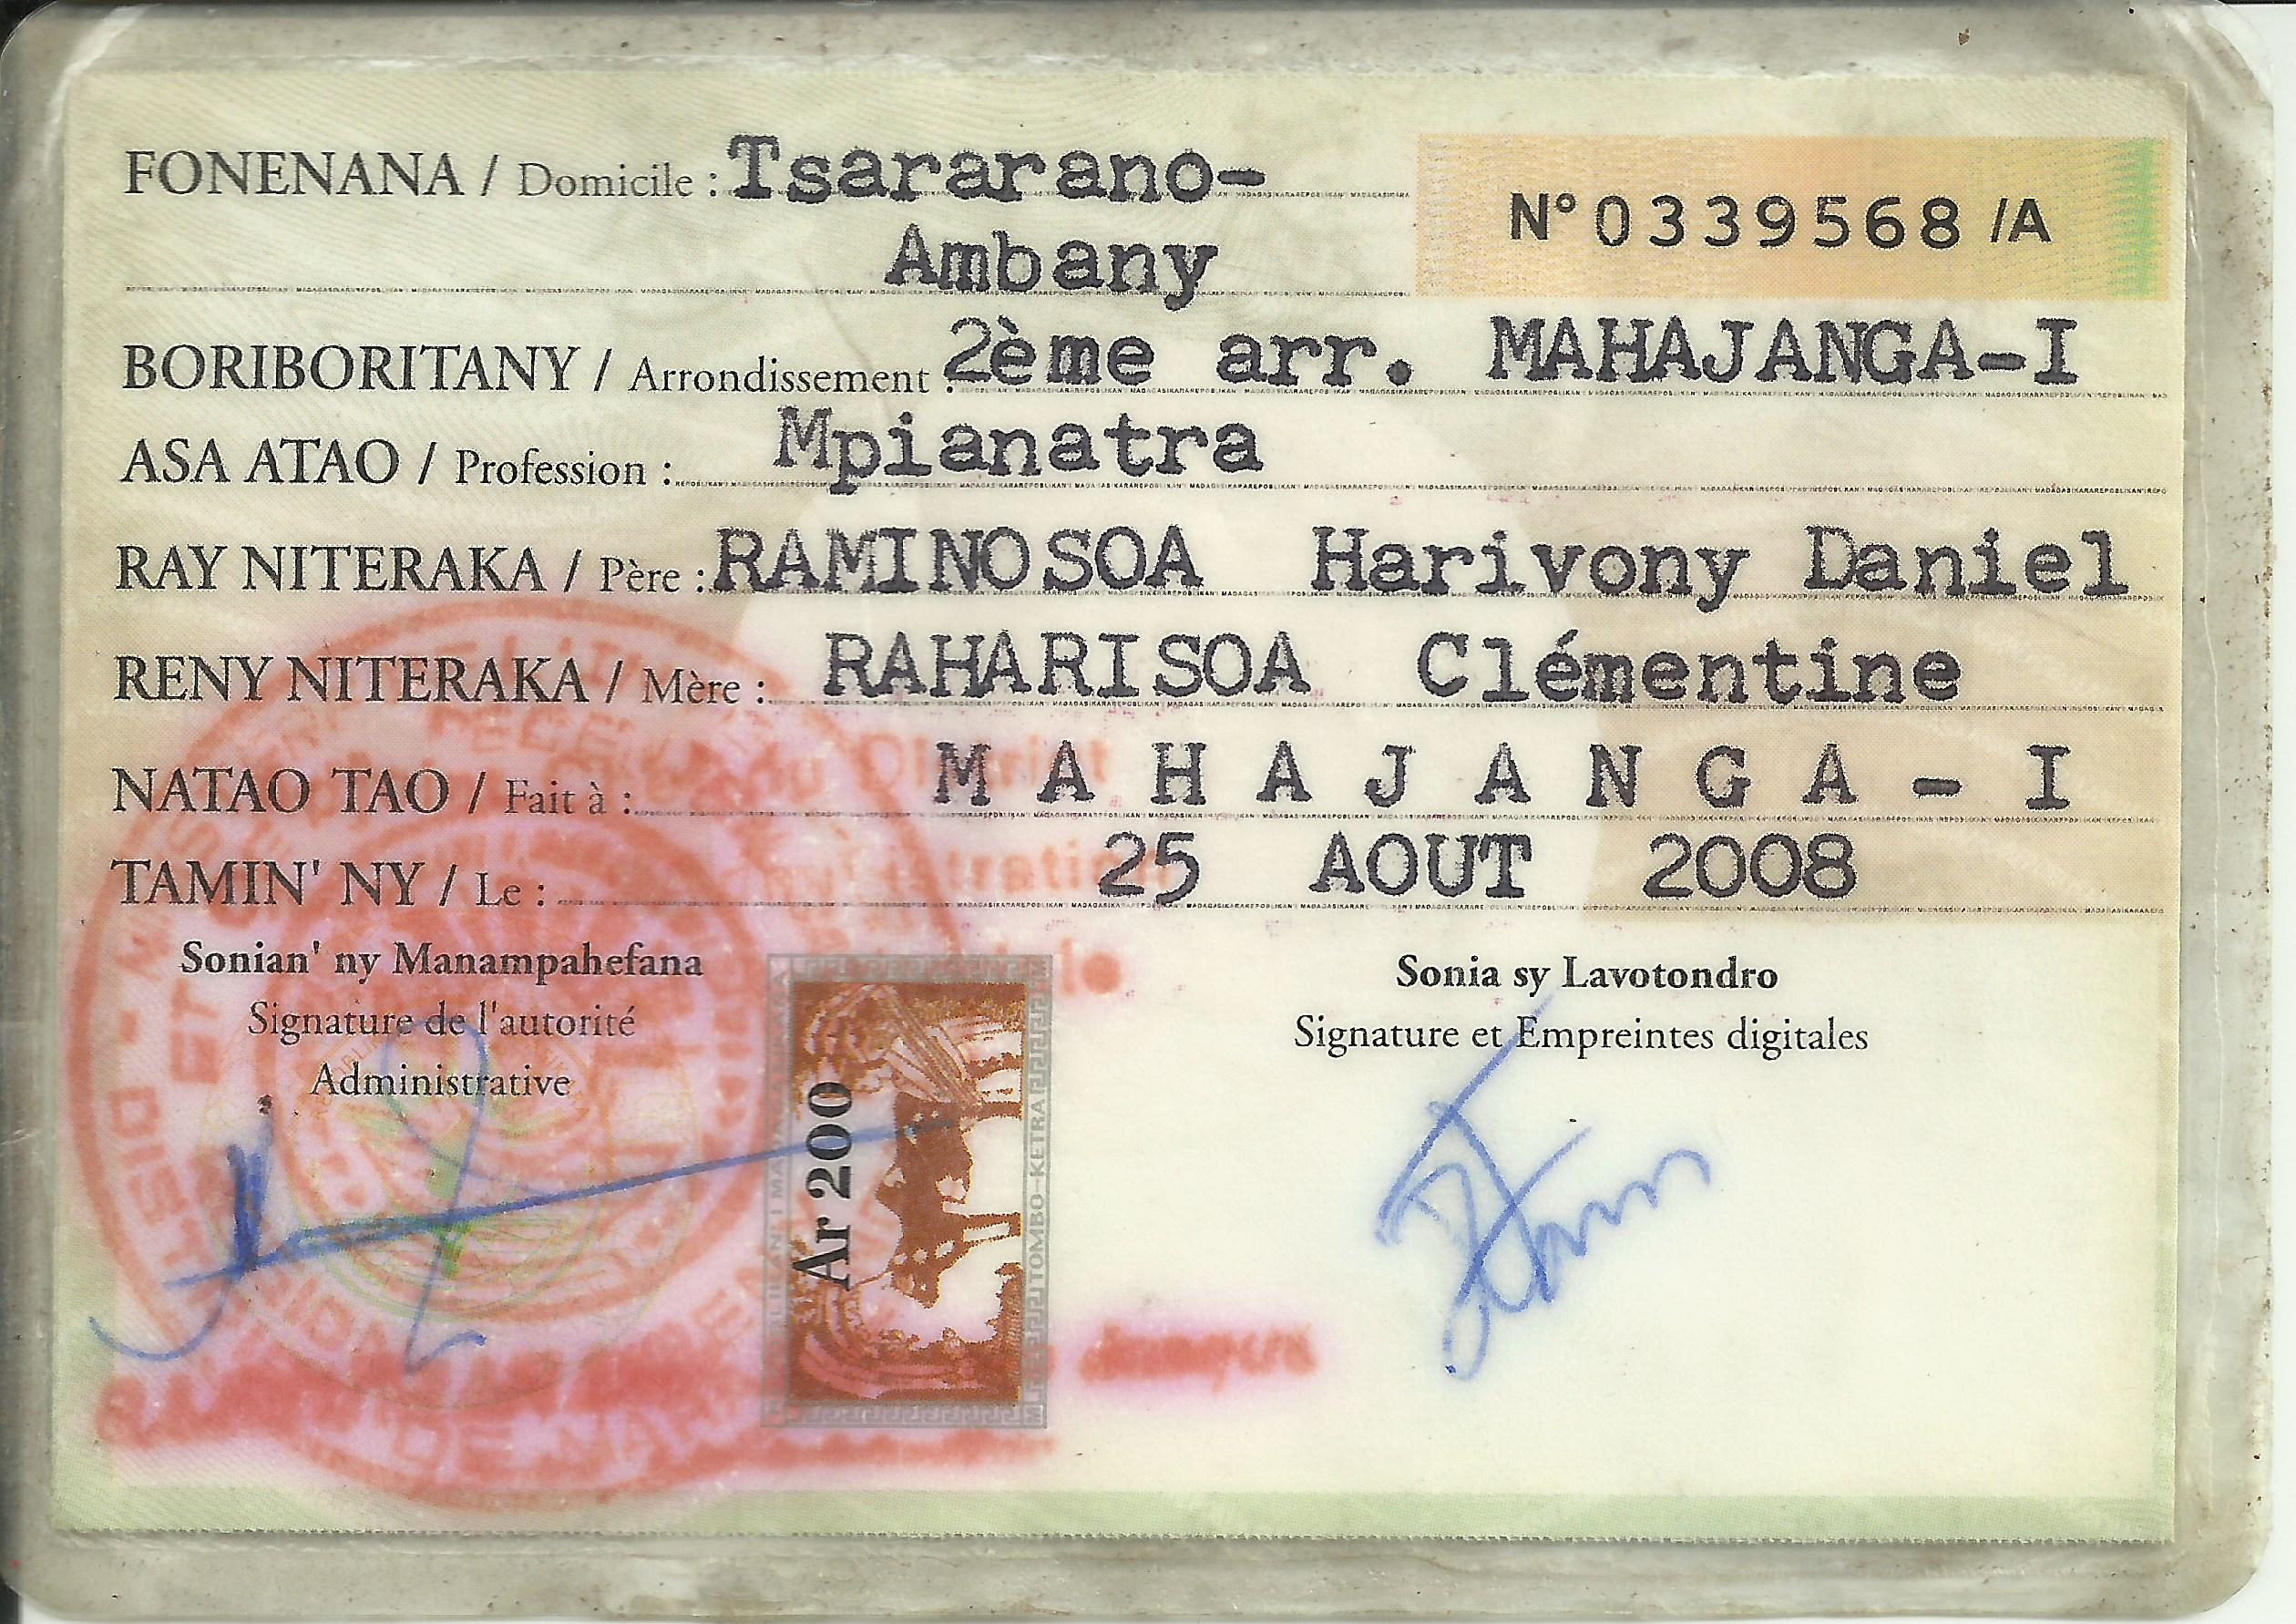 FONENANA / Domicile : Tsararano-
Ambany
N° 0339568 /A
BORIBORITANY / Arrondissement : 2ème arr. MAHAJANGA-I
ASA ATAO / Profession : Mpianatra
RAY NITERAKA / Père : RAMINOSOA Harivony Daniel
RENY NITERAKA / Mère : RAHARISOA Clémentine
NATAO TAO / Fait à : MAHAJANGA-I
TAMIN' NY / Le : 25 AOUT 2008
Sonian' ny Manampahefana
Signature de l'autorité
Administrative
Ar 200
TOMBO-KETRA
Sonia sy Lavotondro
Signature et Empreintes digitales